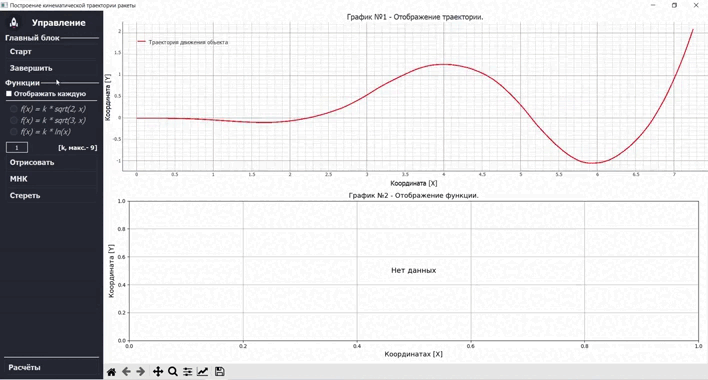 Построение кинематической траектории ракеты
Управление
Главный блок
Старт
Завершить
Функции
Отображать каждую
f(x) = k * sqrt(2, x)
f(x) = k * sqrt(3, x)
f(x) = k * ln(x)
1 [k, макс.- 9]
Отрисовать
МНК
Стереть
Расчёты
График №1 - Отображение траектории.
Траектория движения объекта
Координата [Y]
2
1.5
1
0.5
0
-0.5
-1
0 0.5 1 1.5 2 2.5 3 3.5 4 4.5 5 5.5 6 6.5 7
Координата [X]
График №2 - Отображение функции.
Координата [Y]
1.0
0.8
0.6
0.4
0.2
0.0
Нет данных
0.0 0.2 0.4 0.6 0.8 1.0
Координатах [X]